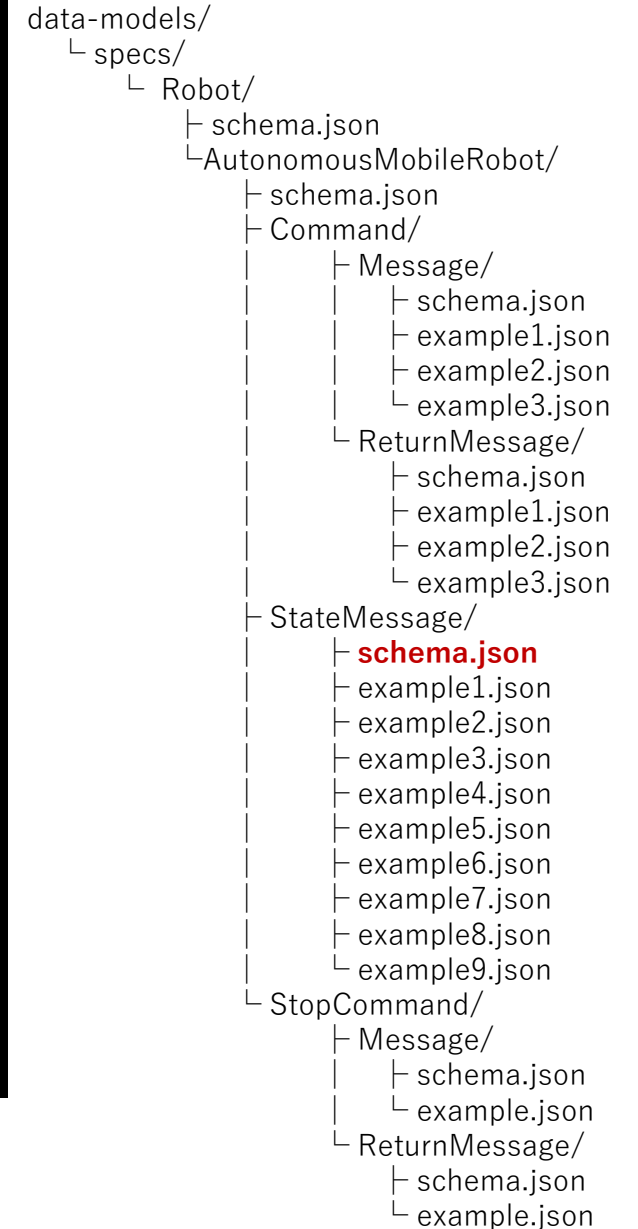 data-models/
└ specs/
└ Robot/
├ schema.json
└AutonomousMobileRobot/
├ schema.json
├ Command/
│ ├ Message/
│ │ ├ schema.json
│ │ ├ example1.json
│ │ ├ example2.json
│ │ └ example3.json
│ └ ReturnMessage/
│ ├ schema.json
│ ├ example1.json
│ ├ example2.json
│ └ example3.json
├ StateMessage/
│ ├ schema.json
│ ├ example1.json
│ ├ example2.json
│ ├ example3.json
│ ├ example4.json
│ ├ example5.json
│ ├ example6.json
│ ├ example7.json
│ ├ example8.json
│ └ example9.json
└ StopCommand/
├ Message/
│ ├ schema.json
│ └ example.json
└ ReturnMessage/
├ schema.json
└ example.json